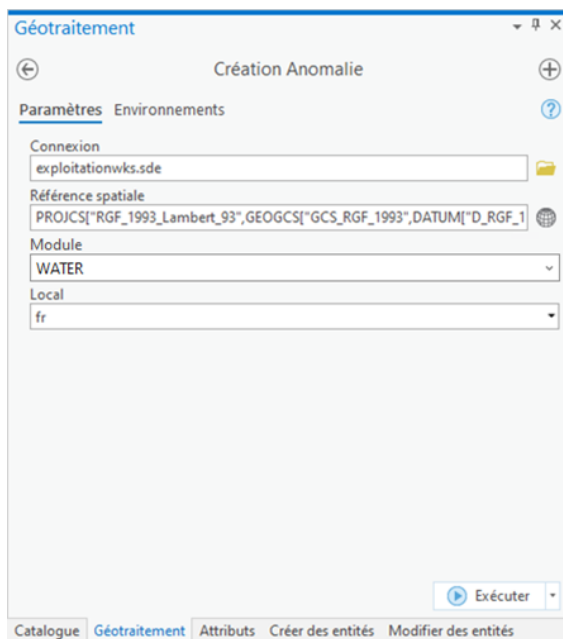 Géotraitement
Création Anomalie
Paramètres Environnements
Connexion
exploitationwks.sde
Référence spatiale
PROJCS["RGF_1993_Lambert_93",GEOGCS["GCS_RGF_1993",DATUM["D_RGF_1
Module
WATER
Local
fr
Exécuter
Catalogue Géotraitement Attributs Créer des entités Modifier des entités